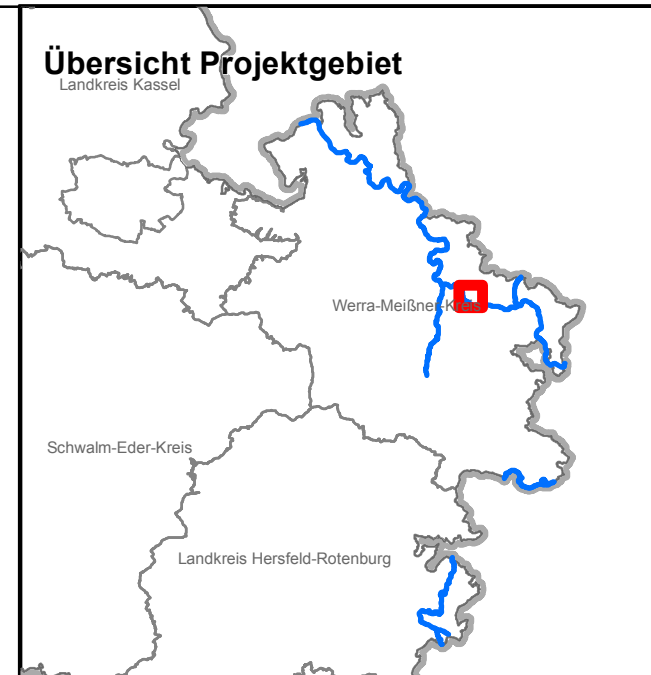 Übersicht Projektgebiet
Landkreis Kassel
Werra-Meißner-Kreis
Schwalm-Eder-Kreis
Landkreis Hersfeld-Rotenburg